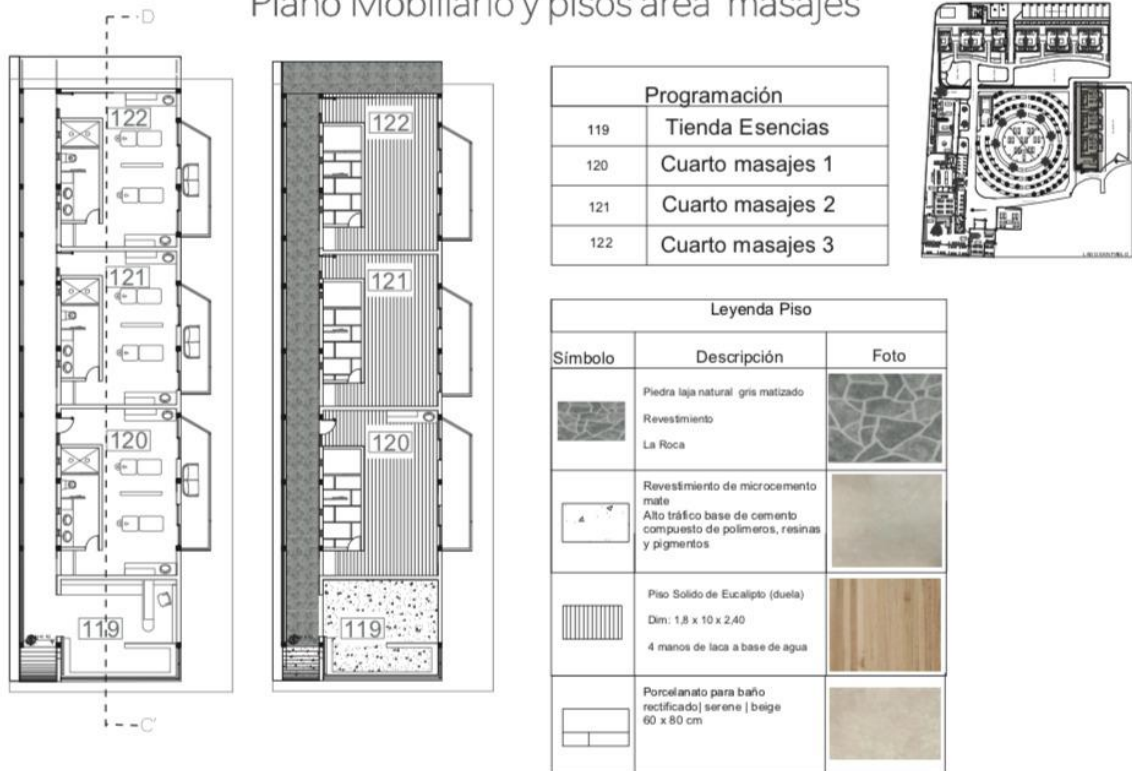 Plano Mobiliario y pisos área masajes
D
122
121
120
119
C'
122
121
120
119
Programación
119 Tienda Esencias
120 Cuarto masajes 1
121 Cuarto masajes 2
122 Cuarto masajes 3
Leyenda Piso
Símbolo Descripción Foto
Piedra laja natural gris matizado
Revestimiento
La Roca
Revestimiento de microcemento
mate
Alto tráfico base de cemento
compuesto de polimeros, resinas
y pigmentos
Piso Solido de Eucalipto (duela)
Dim: 1,8 x 10 x 2,40
4 manos de laca a base de agua
Porcelanato para baño
rectificado| serene | beige
60 x 80 cm